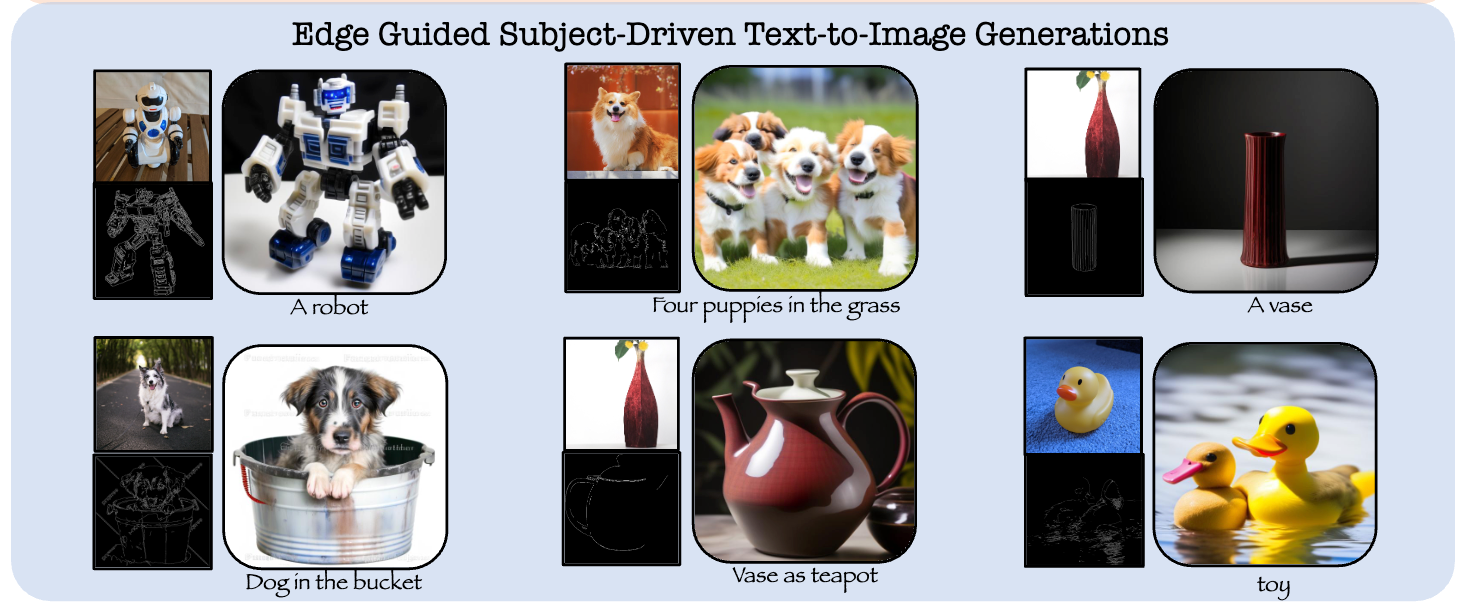 Edge Guided Subject-Driven Text-to-Image Generations
A robot
Four puppies in the grass
A vase
Dog in the bucket
Vase as teapot
toy